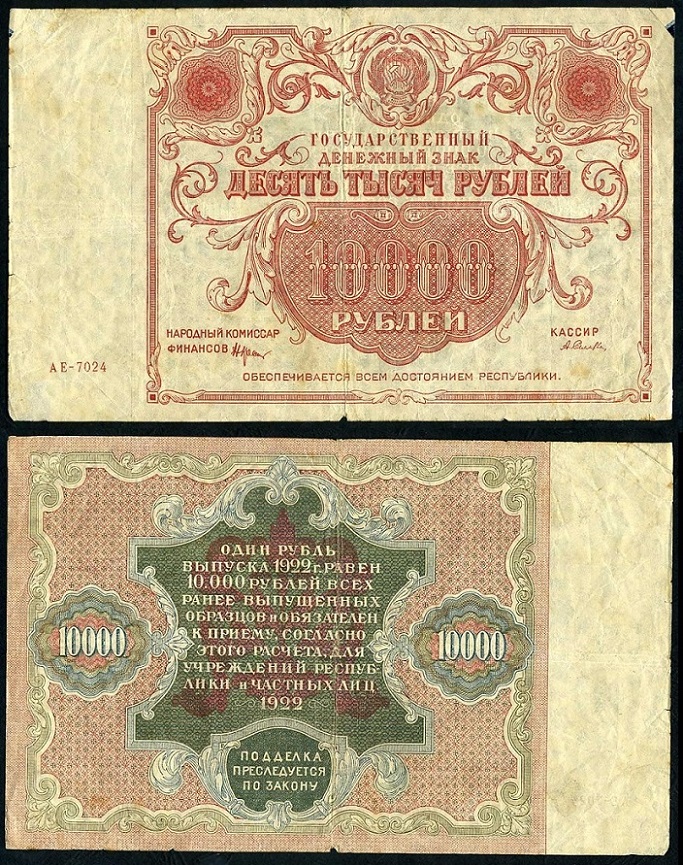 ГОСУДАРСТВЕННЫЙ
ДЕНЕЖНЫЙ ЗНАК
ДЕСЯТЬ ТЫСЯЧ РУБЛЕЙ
10000
РУБЛЕЙ
НАРОДНЫЙ КОМИССАР
ФИНАНСОВ
КАССИР
АЕ-7024
ОБЕСПЕЧИВАЕТСЯ ВСЕМ ДОСТОЯНИЕМ РЕСПУБЛИКИ.
ОДИН РУБЛЬ
ВЫПУСКА 1922 г. РАВЕН
10.000 РУБЛЕЙ ВСЕХ
РАНЕЕ ВЫПУЩЕННЫХ
ОБРАЗЦОВ и ОБЯЗАТЕЛЕН
К ПРИЕМУ, СОГЛАСНО
ЭТОГО РАСЧЕТА, ДЛЯ
УЧРЕЖДЕНИЙ РЕСПУБ-
ЛИКИ и ЧАСТНЫХ ЛИЦ
1922
10000
10000
ПОДДЕЛКА
ПРЕСЛЕДУЕТСЯ
ПО ЗАКОНУ